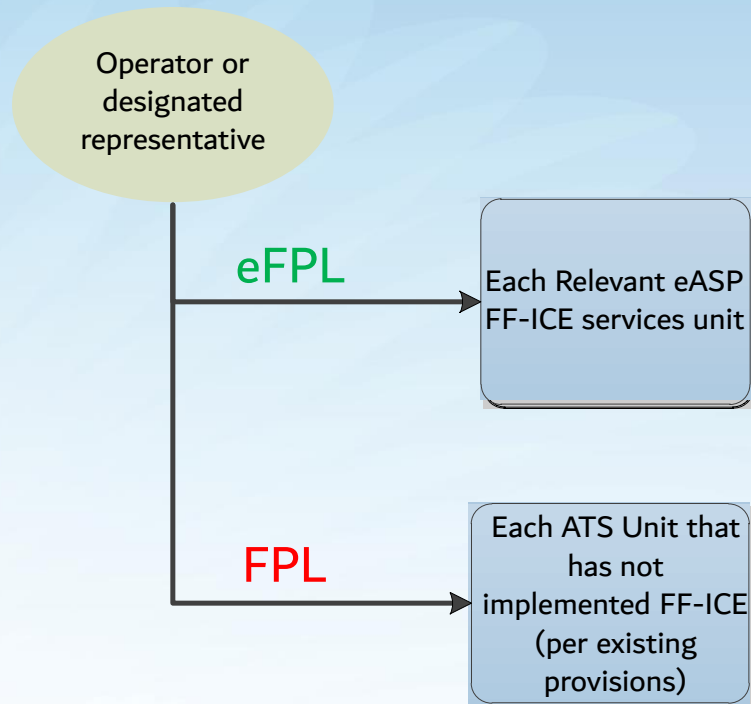 Operator or
designated
representative
eFPL
Each Relevant eASP
FF-ICE services unit
FPL
Each ATS Unit that
has not
implemented FF-ICE
(per existing
provisions)